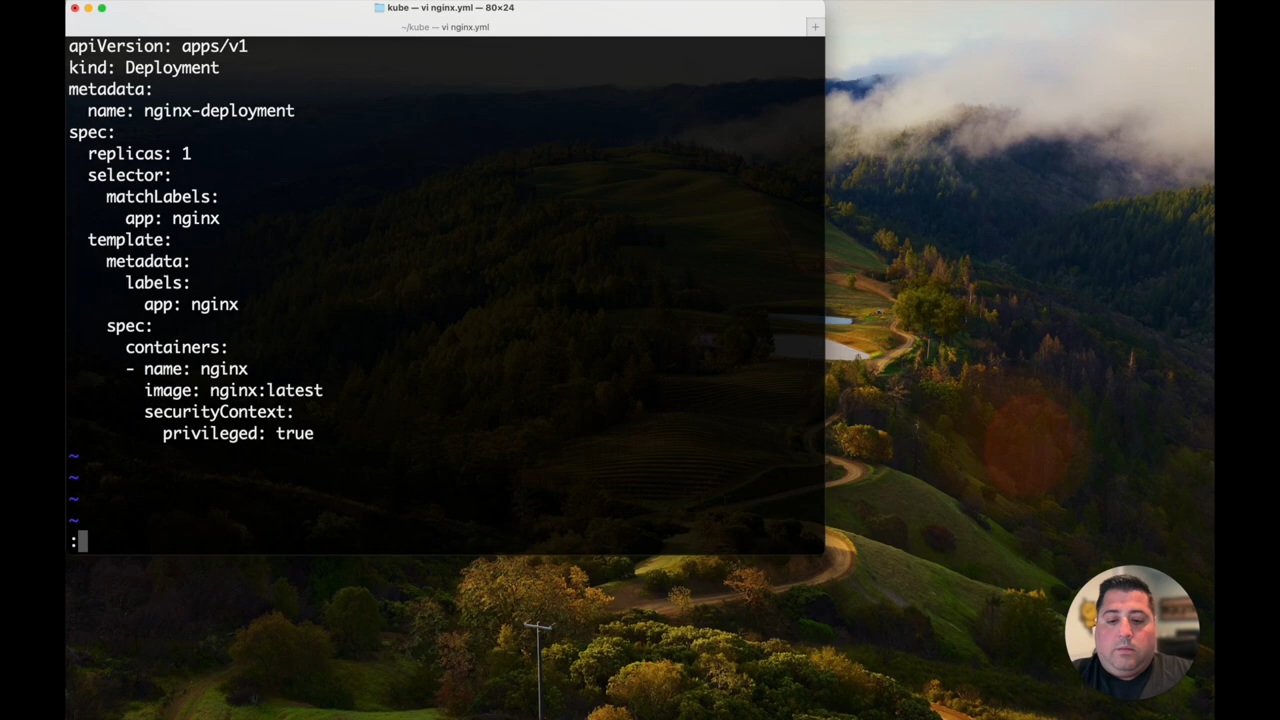 kube — vi nginx.yml — 80×24
~/kube — vi nginx.yml
+
apiVersion: apps/v1
kind: Deployment
metadata:
  name: nginx-deployment
spec:
  replicas: 1
  selector:
    matchLabels:
      app: nginx
  template:
    metadata:
      labels:
        app: nginx
    spec:
      containers:
      - name: nginx
        image: nginx:latest
        securityContext:
          privileged: true
~
~
~
~
: